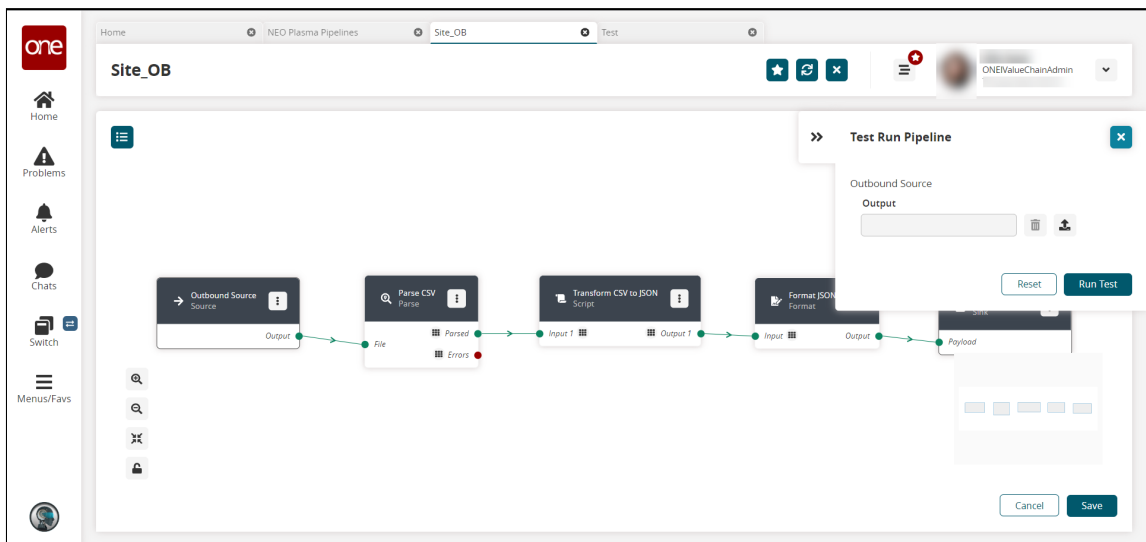 one
Home
Problems
Alerts
Chats
Switch
Menus/Favs
Home
NEO Plasma Pipelines
Site_OB
Test
Site_OB
ONEIValueChainAdmin
Test Run Pipeline
Outbound Source
Output
Reset
Run Test
Outbound Source
Source
Output
Parse CSV
Parse
Parsed
File
Errors
Transform CSV to JSON
Script
Input 1
Output 1
Format JSON
Format
Input
Output
Sink
Payload
Cancel
Save